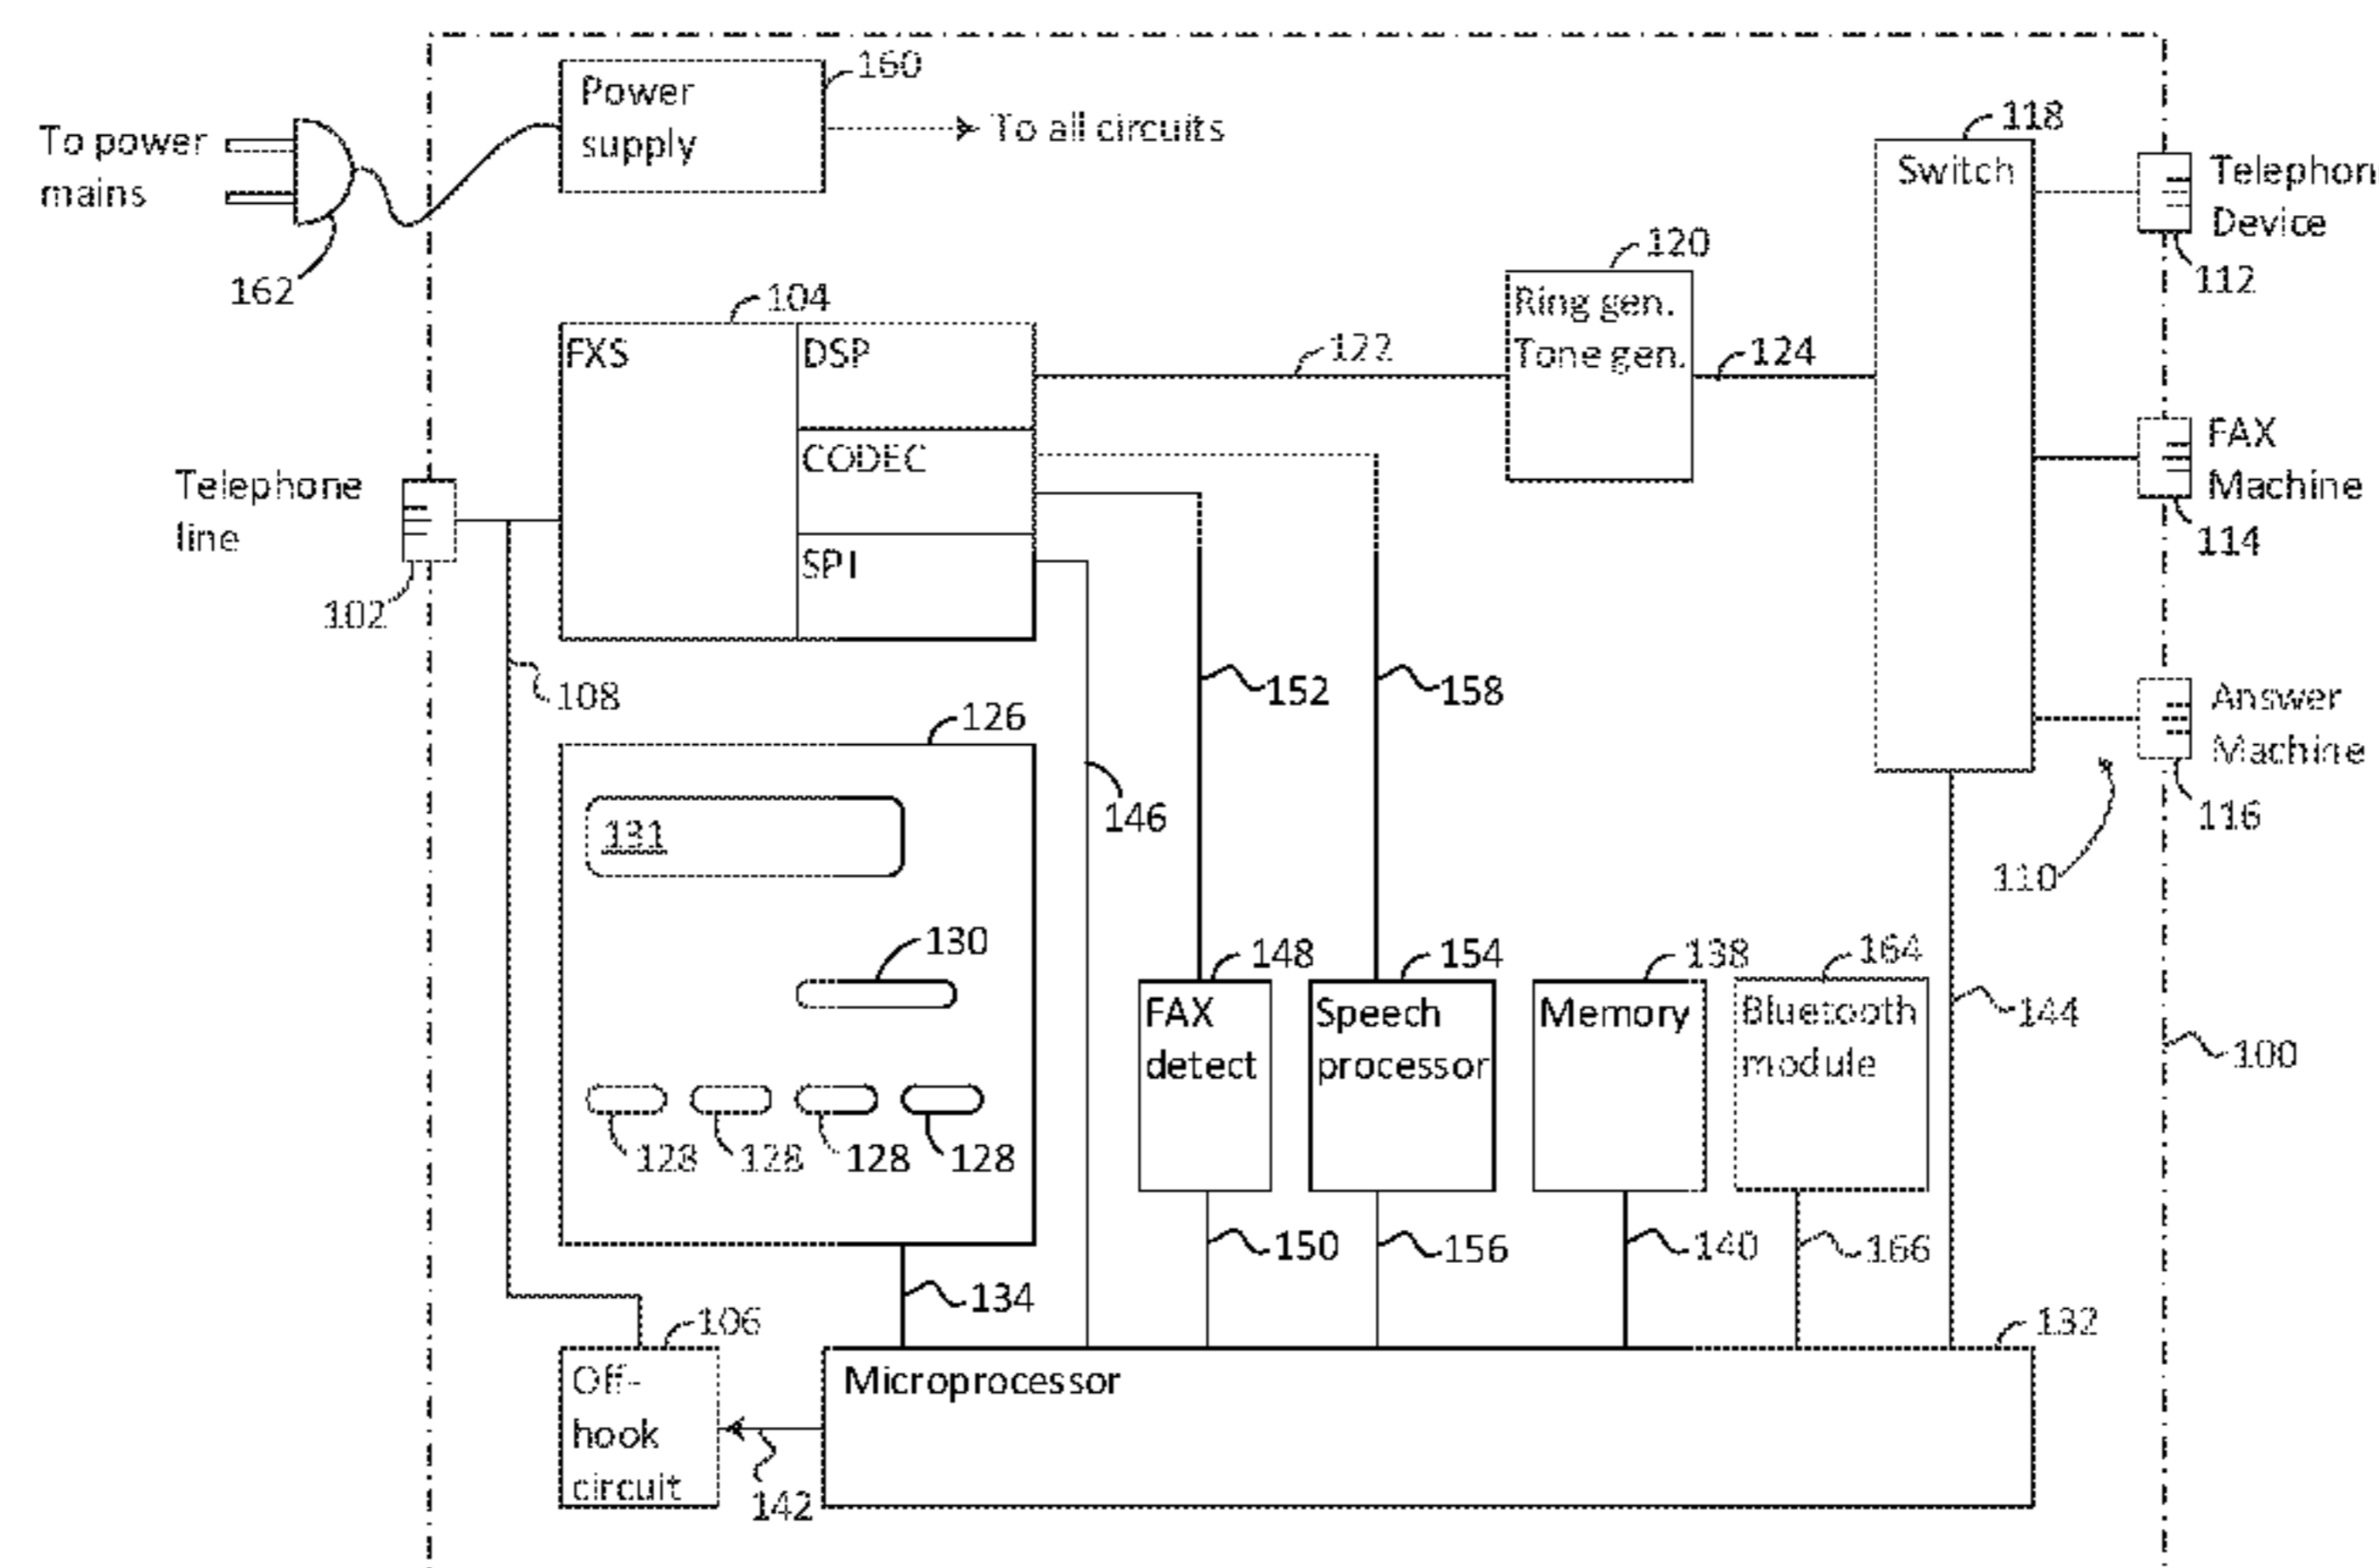 160
Power
supply
To all circuits
To power
mains
162
118
Switch
Telephon
Device
112
120
Ring gen.
Tone gen.
122
124
104
FXS
DSP
CODEC
SPI
FAX
Machine
114
Telephone
line
102
108
152
158
Answer
Machine
116
110
126
131
146
130
148
FAX
detect
154
Speech
processor
138
Memory
164
Bluetooth
module
144
100
128
128
128
128
150
156
140
166
134
106
Off-
hook
circuit
142
132
Microprocessor